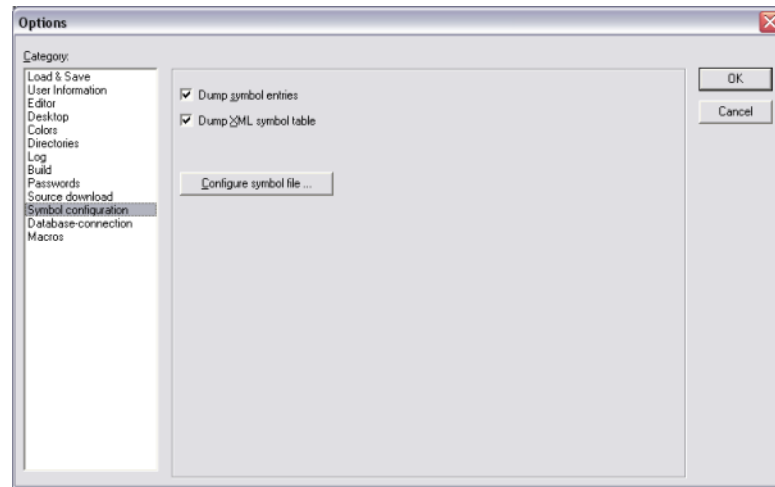 Options
Category:
Load & Save
User Information
Editor
Desktop
Colors
Directories
Log
Build
Passwords
Source download
Symbol configuration
Database-connection
Macros
Dump symbol entries
Dump XML symbol table
Configure symbol file ...
OK
Cancel